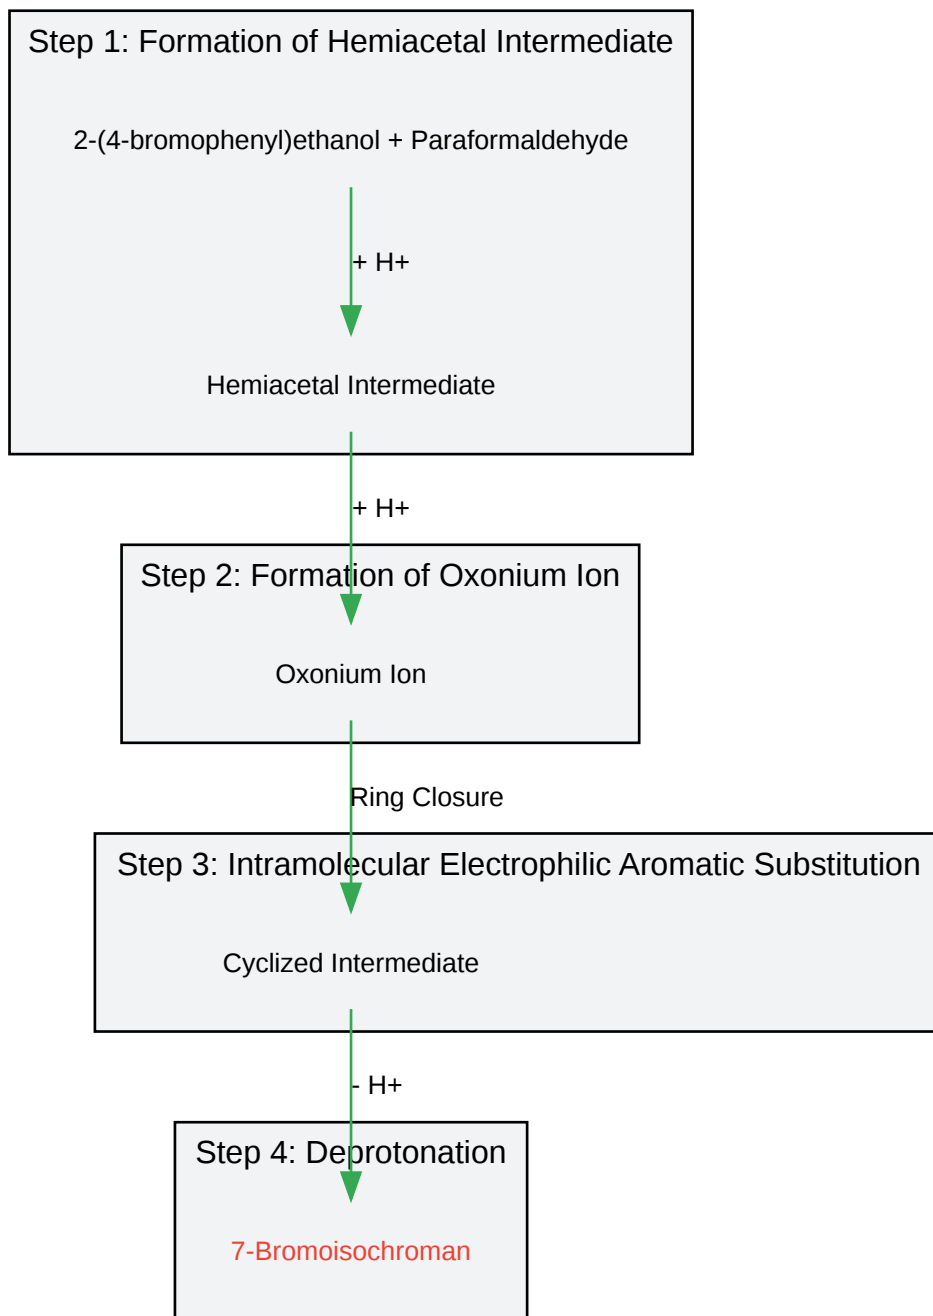 Step 1: Formation of Hemiacetal Intermediate
2-(4-bromophenyl)ethanol + Paraformaldehyde
+ H+
Hemiacetal Intermediate
+ H+
Step 2: Formation of Oxonium Ion
Oxonium Ion
Ring Closure
Step 3: Intramolecular Electrophilic Aromatic Substitution
Cyclized Intermediate
- H+
Step 4: Deprotonation
7-Bromoisochroman